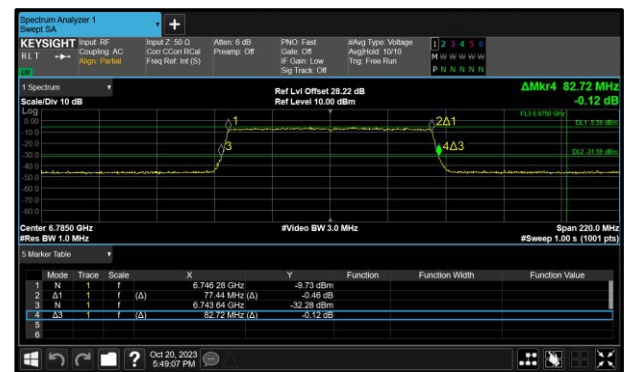 Spectrum Analyzer 1
Swept SA
+
KEYSIGHT Input: RF Input Z: 50 Ω Atten: 6 dB PNO: Fast #Avg Type: Voltage 1 2 3 4 5 6
RLT Coupling: AC Corr CCorr RCal Preamp: Off Gate: Off Avg|Hold: 10/10 M W W W W W
Align: Partial Freq Ref: Int (S) IF Gain: Low Trig: Free Run
Sig Track: Off P N N N N N
1 Spectrum Ref Lvl Offset 28.22 dB ΔMkr4 82.72 MHz
Scale/Div 10 dB Ref Level 10.00 dBm -0.12 dB
Log
FL3 6.8750 GHz
0.00 1 2Δ1 DL1 -5.59 dBm
-10.0
-20.0 3 4Δ3
-30.0 DL2 -31.59 dBm
-40.0
-50.0
-60.0
-70.0
-80.0
Center 6.7850 GHz #Video BW 3.0 MHz Span 220.0 MHz
#Res BW 1.0 MHz #Sweep 1.00 s (1001 pts)
5 Marker Table
Mode Trace Scale X Y Function Function Width Function Value
1 N 1 f 6.746 28 GHz -9.73 dBm
2 Δ1 1 f (Δ) 77.44 MHz (Δ) -0.46 dB
3 N 1 f 6.743 64 GHz -32.28 dBm
4 Δ3 1 f (Δ) 82.72 MHz (Δ) -0.12 dB
5
6
? Oct 20, 2023
5:49:07 PM